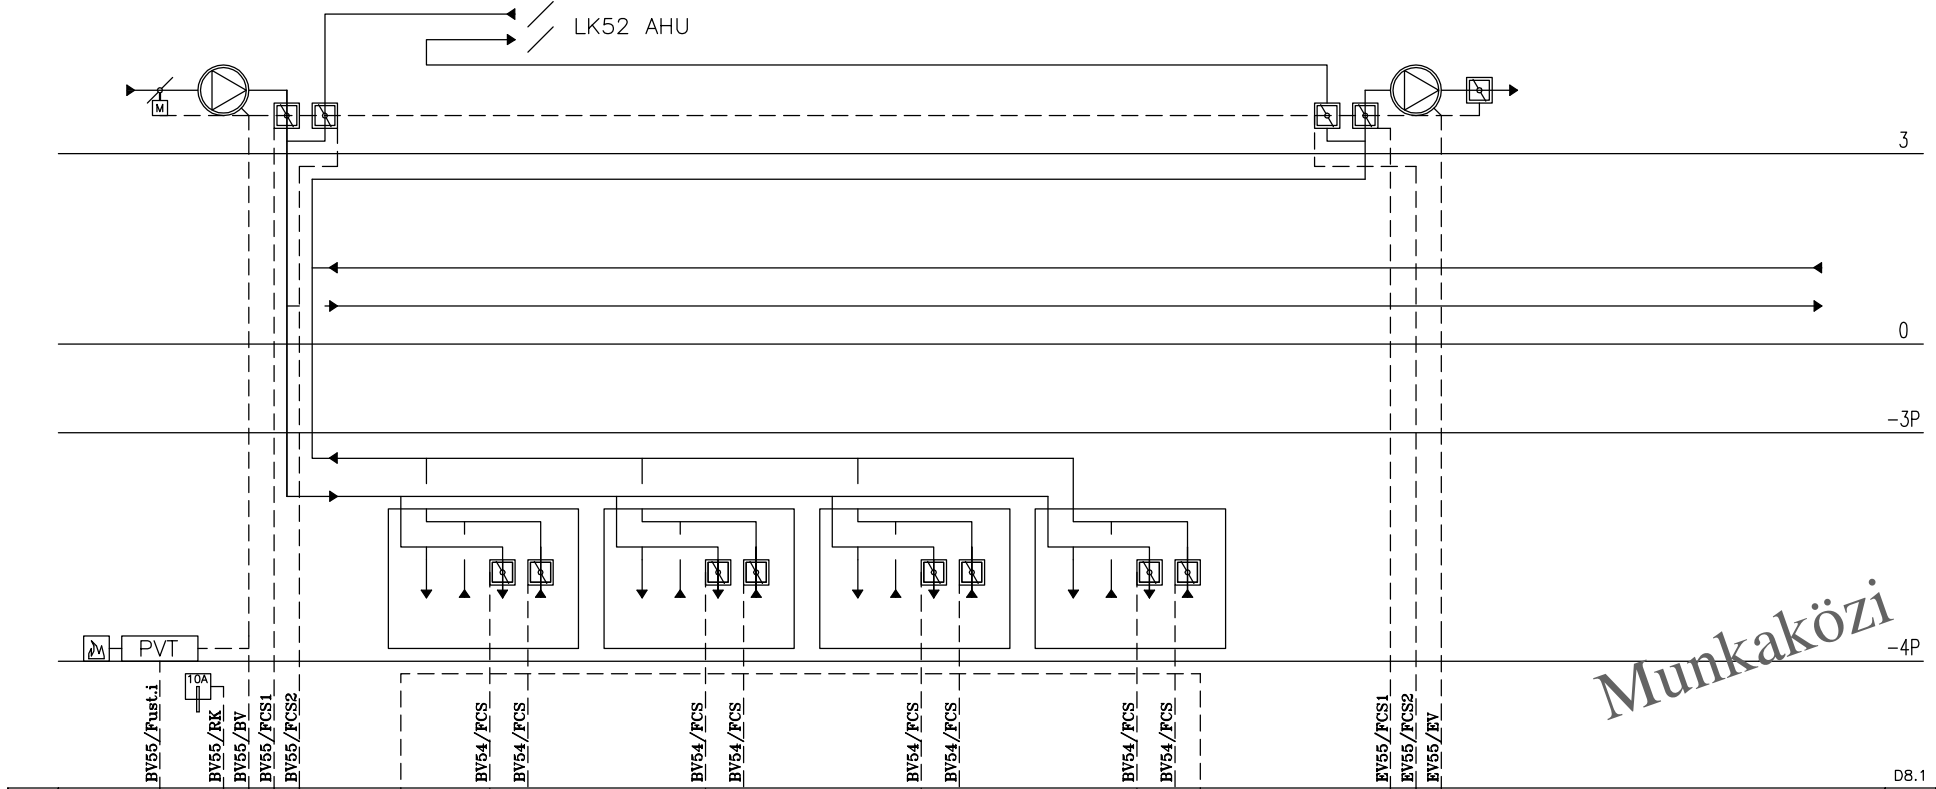 LK52 AHU
M
3
0
-3P
-4P
PVT
10A
BV55/Fust.i
BV55/RK
BV55/BV
BV55/FCS1
BV55/FCS2
BV54/FCS
BV54/FCS
BV54/FCS
BV54/FCS
BV54/FCS
BV54/FCS
BV54/FCS
BV54/FCS
EV55/FCS1
EV55/FCS2
EV55/EV
Munkaközi
D8.1